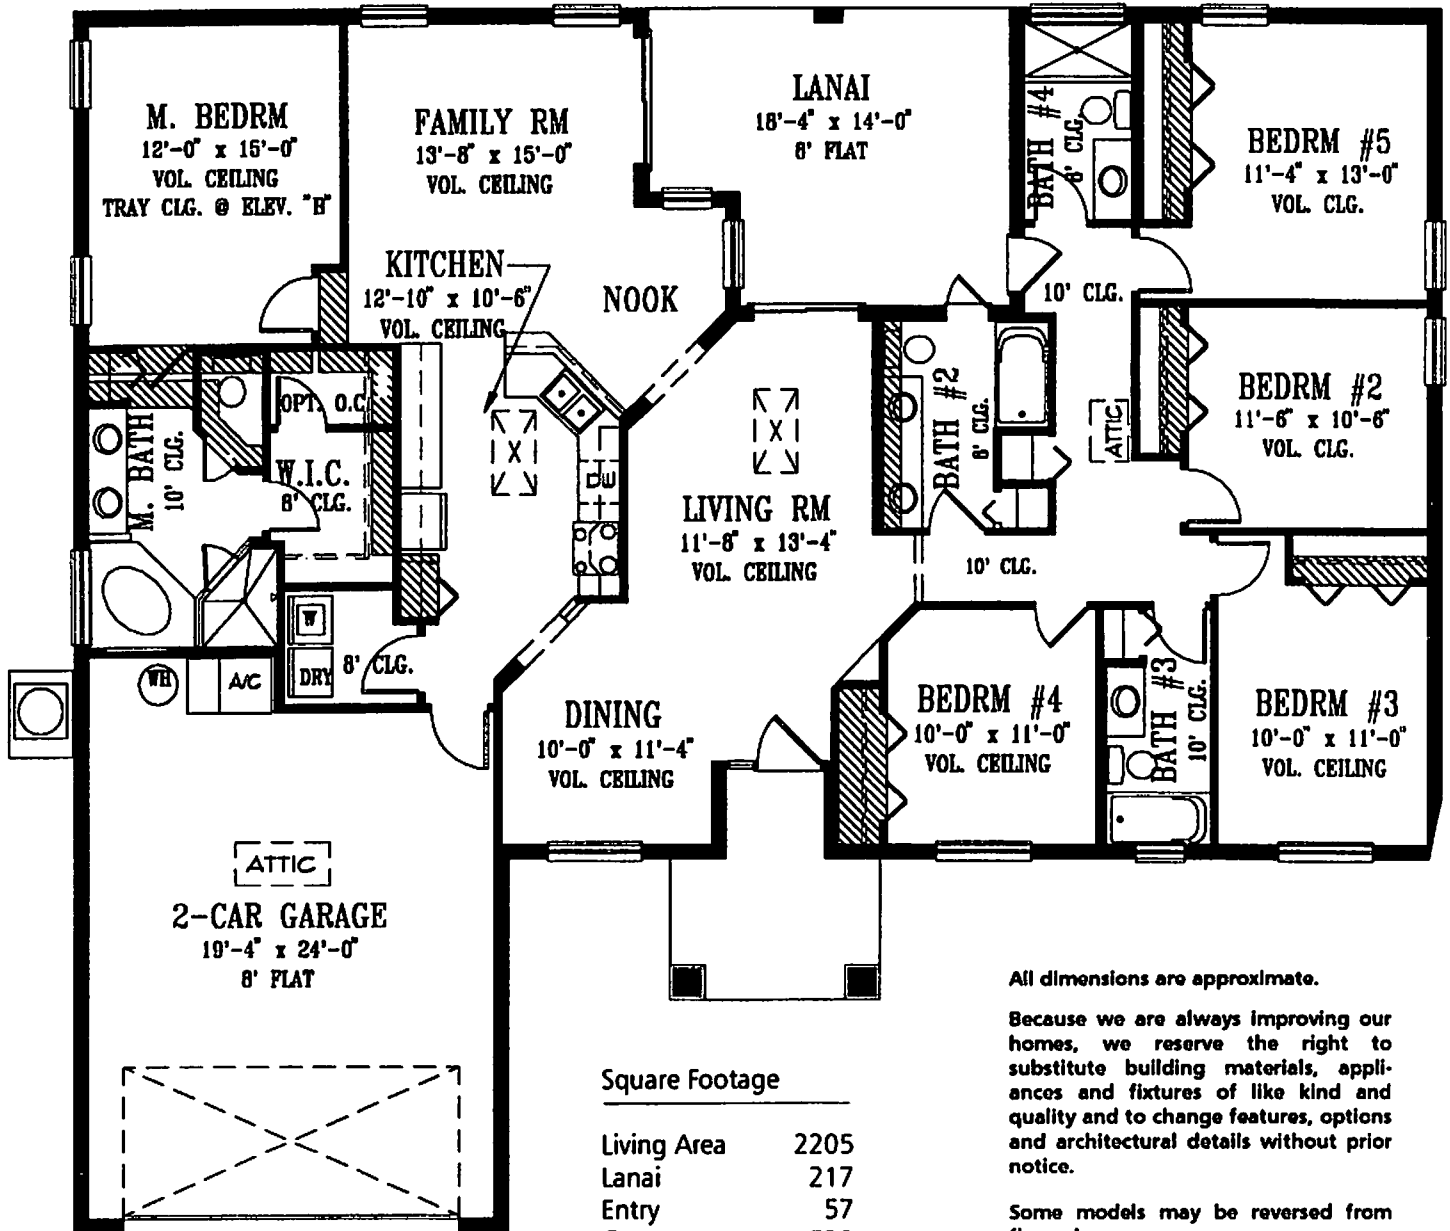 M. BEDRM
12'-0" x 15'-0"
VOL. CEILING
TRAY CLG. @ ELEV. "B"
FAMILY RM
13'-8" x 15'-0"
VOL. CEILING
LANAI
18'-4" x 14'-0"
8' FLAT
BATH #4
8' CLG.
BEDRM #5
11'-4" x 13'-0"
VOL. CLG.
KITCHEN
12'-10" x 10'-6"
VOL. CEILING
NOOK
10' CLG.
BEDRM #2
11'-6" x 10'-6"
VOL. CLG.
OPT. O.C.
W.I.C.
8' CLG.
M. BATH
10' CLG.
X
X
DW
LIVING RM
11'-8" x 13'-4"
VOL. CEILING
BATH #2
8' CLG.
ATTIC
10' CLG.
W
DRY
8' CLG.
WH
A/C
DINING
10'-0" x 11'-4"
VOL. CEILING
BEDRM #4
10'-0" x 11'-0"
VOL. CEILING
BATH #3
10' CLG.
BEDRM #3
10'-0" x 11'-0"
VOL. CEILING
ATTIC
2-CAR GARAGE
19'-4" x 24'-0"
8' FLAT
Square Footage
Living Area 2205
Lanai 217
Entry 57
All dimensions are approximate.
Because we are always improving our
homes, we reserve the right to
substitute building materials, appli-
ances and fixtures of like kind and
quality and to change features, options
and architectural details without prior
notice.
Some models may be reversed from